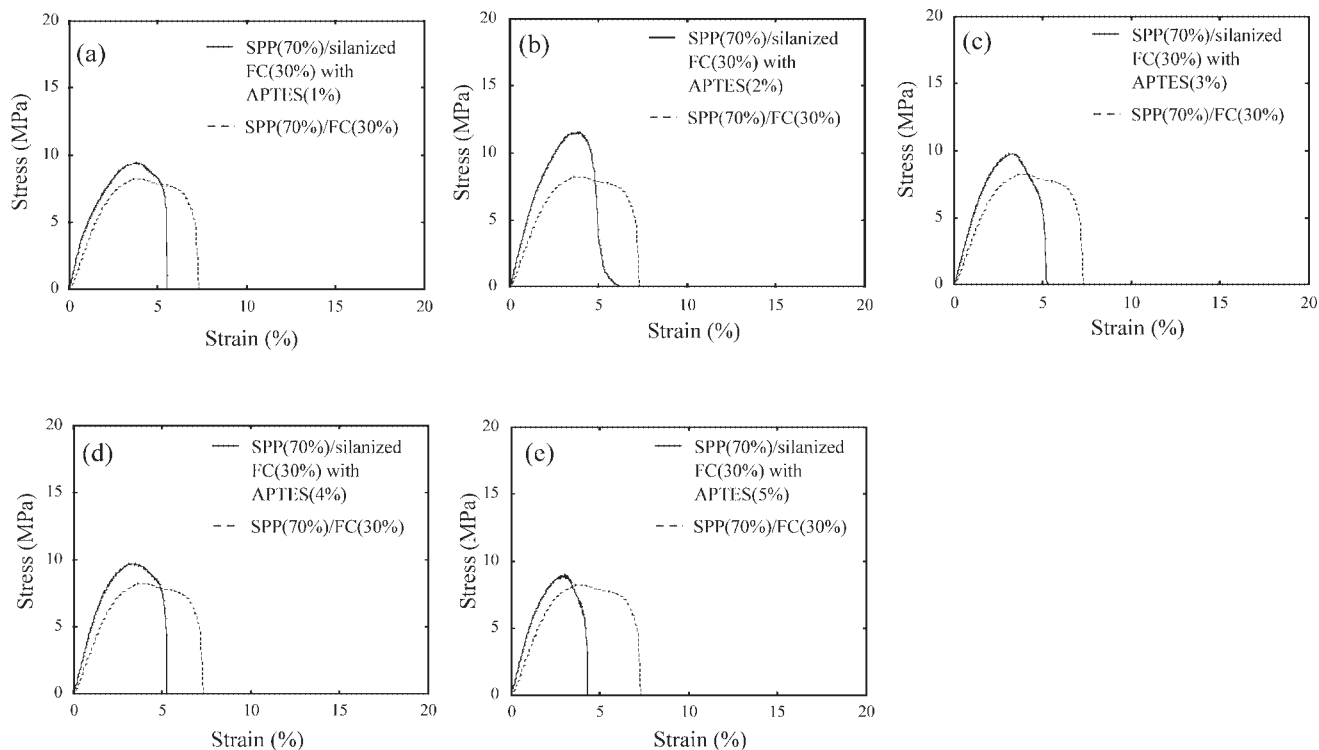 (a)
SPP(70%)/silanized
FC(30%) with
APTES(1%)
SPP(70%)/FC(30%)
Stress (MPa)
20
15
10
5
0
0 5 10 15 20
Strain (%)
(b)
SPP(70%)/silanized
FC(30%) with
APTES(2%)
SPP(70%)/FC(30%)
Stress (MPa)
20
15
10
5
0
0 5 10 15 20
Strain (%)
(c)
SPP(70%)/silanized
FC(30%) with
APTES(3%)
SPP(70%)/FC(30%)
Stress (MPa)
20
15
10
5
0
0 5 10 15 20
Strain (%)
(d)
SPP(70%)/silanized
FC(30%) with
APTES(4%)
SPP(70%)/FC(30%)
Stress (MPa)
20
15
10
5
0
0 5 10 15 20
Strain (%)
(e)
SPP(70%)/silanized
FC(30%) with
APTES(5%)
SPP(70%)/FC(30%)
Stress (MPa)
20
15
10
5
0
0 5 10 15 20
Strain (%)